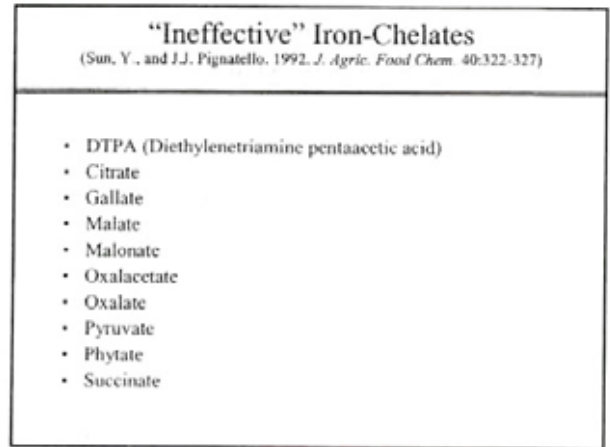 “Ineffective” Iron-Chelates
(Sun, Y., and J.J. Pignatello. 1992. J. Agric. Food Chem. 40:322-327)
• DTPA (Diethylenetriamine pentaacetic acid)
• Citrate
• Gallate
• Malate
• Malonate
• Oxalacetate
• Oxalate
• Pyruvate
• Phytate
• Succinate